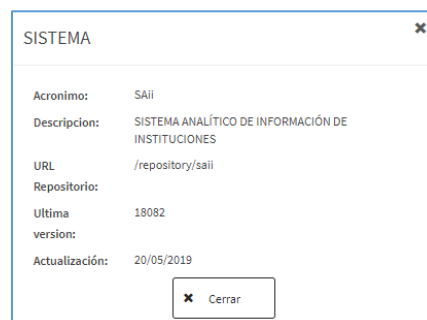 SISTEMA ✖
Acronimo: SAii
Descripcion: SISTEMA ANALÍTICO DE INFORMACIÓN DE
INSTITUCIONES
URL /repository/saii
Repositorio:
Ultima 18082
version:
Actualización: 20/05/2019
✖ Cerrar